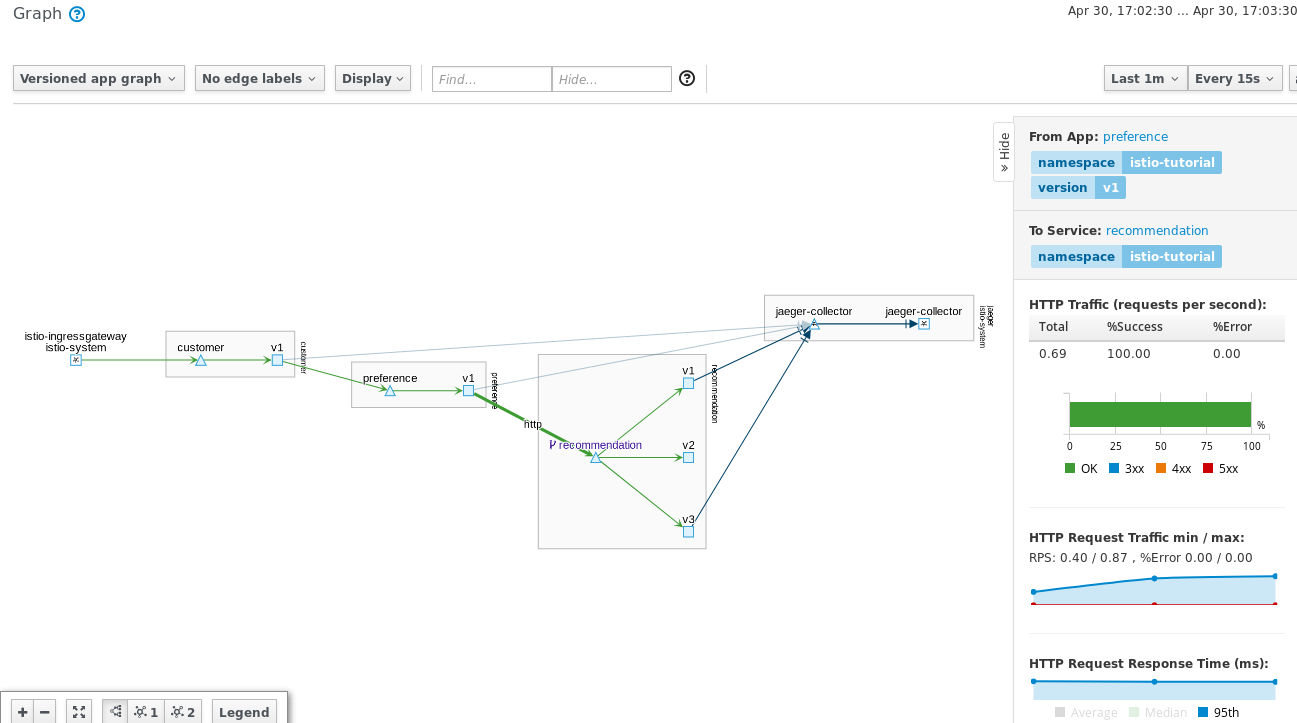 Graph
Apr 30, 17:02:30 ... Apr 30, 17:03:30
Versioned app graph
No edge labels
Display
Find...
Hide...
Last 1m
Every 15s
Hide
From App: preference
namespace istio-tutorial
version v1
To Service: recommendation
namespace istio-tutorial
HTTP Traffic (requests per second):
Total %Success %Error
0.69 100.00 0.00
%
0 25 50 75 100
OK 3xx 4xx 5xx
HTTP Request Traffic min / max:
RPS: 0.40 / 0.87 , %Error 0.00 / 0.00
HTTP Request Response Time (ms):
Average Median 95th
istio-ingressgateway
istio-system
customer
v1
customer
preference
v1
preference
http
recommendation
v1
v2
v3
recommendation
jaeger-collector
jaeger-collector
jaeger
istio-system
1
2
Legend